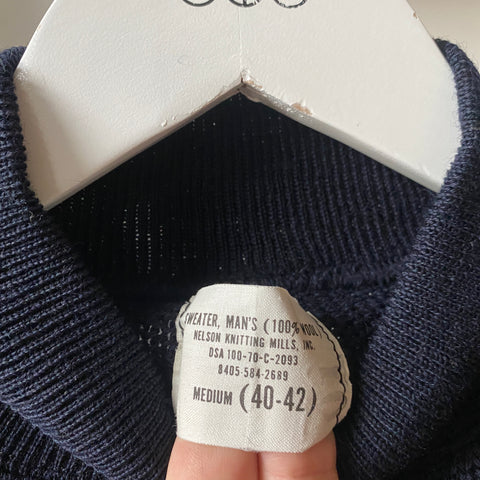 SWEATER, MAN'S (100% WOOL)
NELSON KNITTING MILLS, INC.
DSA 100-70-C-2093
8405-584-2689
MEDIUM (40-42)